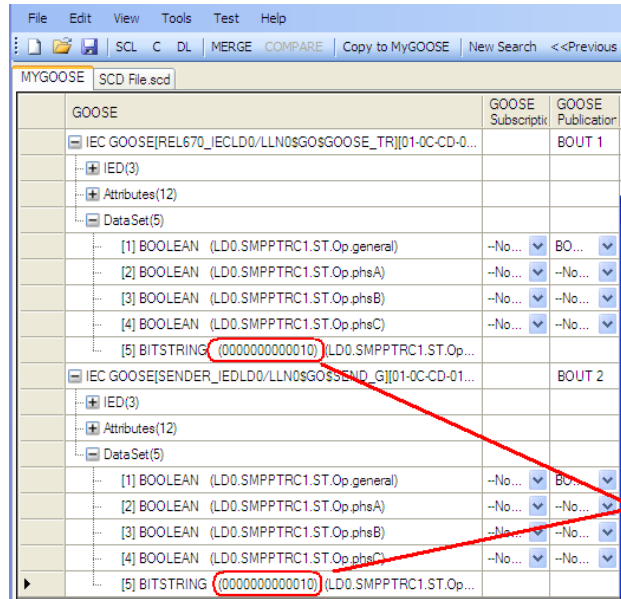 File Edit View Tools Test Help
SCL C DL MERGE COMPARE Copy to MyGOOSE New Search <<Previous
MYGOOSE SCD File.scd
GOOSE GOOSE Subscriptic GOOSE Publication
IEC GOOSE[REL670_IECLD0/LLN0$GO$GOOSE_TR][01-0C-CD-0... BOUT 1
IED(3)
Attributes(12)
DataSet(5)
[1] BOOLEAN (LD0.SMPPTRC1.ST.Op.general) --No... BO...
[2] BOOLEAN (LD0.SMPPTRC1.ST.Op.phsA) --No... --No...
[3] BOOLEAN (LD0.SMPPTRC1.ST.Op.phsB) --No... --No...
[4] BOOLEAN (LD0.SMPPTRC1.ST.Op.phsC) --No... --No...
[5] BITSTRING (0000000000010) (LD0.SMPPTRC1.ST.Op...
IEC GOOSE[SENDER_IEDLD0/LLN0$GO$SEND_G][01-0C-CD-01... BOUT 2
IED(3)
Attributes(12)
DataSet(5)
[1] BOOLEAN (LD0.SMPPTRC1.ST.Op.general) --No... BO...
[2] BOOLEAN (LD0.SMPPTRC1.ST.Op.phsA) --No... --No...
[3] BOOLEAN (LD0.SMPPTRC1.ST.Op.phsB) --No... --No...
[4] BOOLEAN (LD0.SMPPTRC1.ST.Op.phsC) --No... --No...
[5] BITSTRING (0000000000010) (LD0.SMPPTRC1.ST.Op...